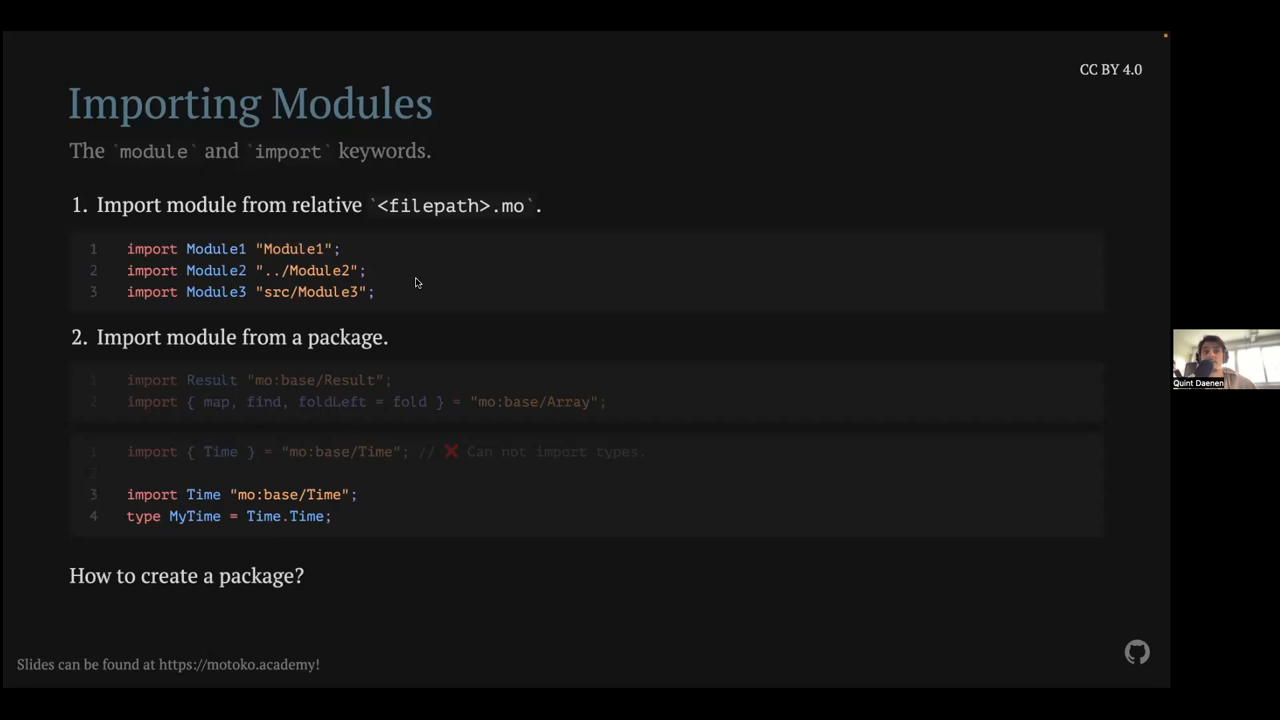 CC BY 4.0
Importing Modules
The `module` and `import` keywords.
1. Import module from relative `<filepath>.mo`.
1 import Module1 "Module1";
2 import Module2 "../Module2";
3 import Module3 "src/Module3";
2. Import module from a package.
1 import Result "mo:base/Result";
2 import { map, find, foldLeft = fold } = "mo:base/Array";
1 import { Time } = "mo:base/Time"; // ❌ Can not import types.
2
3 import Time "mo:base/Time";
4 type MyTime = Time.Time;
How to create a package?
Slides can be found at https://motoko.academy!
Quint Daenen